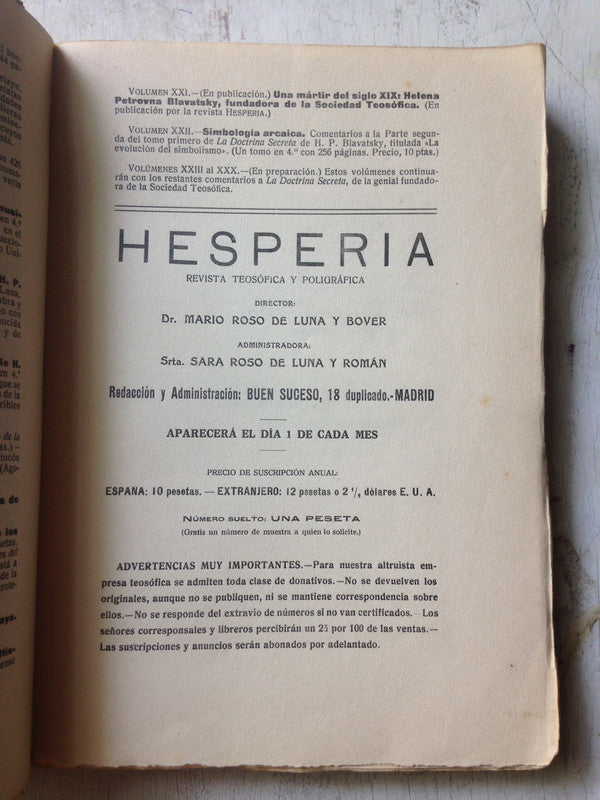 VOLUMEN XXI.—(En publicación.) Una mártir del siglo XIX: Helena
Petrovna Blavatsky, fundadora de la Sociedad Teosófica. (En
publicación por la revista HESPERIA.)
VOLUMEN XXII.—Simbología arcaica. Comentarios a la Parte segun-
da del tomo primero de La Doctrina Secreta de H. P. Blavatsky, titulada «La
evolución del simbolismo». (Un tomo en 4.º con 256 páginas. Precio, 10 ptas.)
VOLÚMENES XXIII al XXX.—(En preparación.) Estos volúmenes continua-
rán con los restantes comentarios a La Doctrina Secreta, de la genial fundado-
ra de la Sociedad Teosófica.
HESPERIA
REVISTA TEOSÓFICA Y POLIGRÁFICA
DIRECTOR:
Dr. MARIO ROSO DE LUNA Y BOVER
ADMINISTRADORA:
Srta. SARA ROSO DE LUNA Y ROMÁN
Redacción y Administración: BUEN SUCESO, 18 duplicado.-MADRID
APARECERÁ EL DÍA 1 DE CADA MES
PRECIO DE SUSCRIPCIÓN ANUAL:
ESPAÑA: 10 pesetas. — EXTRANJERO: 12 pesetas o 2 1/2 dólares E. U. A.
NÚMERO SUELTO: UNA PESETA
(Gratis un número de muestra a quien lo solicite.)
ADVERTENCIAS MUY IMPORTANTES.—Para nuestra altruista em-
presa teosófica se admiten toda clase de donativos.—No se devuelven los
originales, aunque no se publiquen, ni se mantiene correspondencia sobre
ellos.—No se responde del extravio de números si no van certificados. Los
señores corresponsales y libreros percibirán un 25 por 100 de las ventas.—
Las suscripciones y anuncios serán abonados por adelantado.